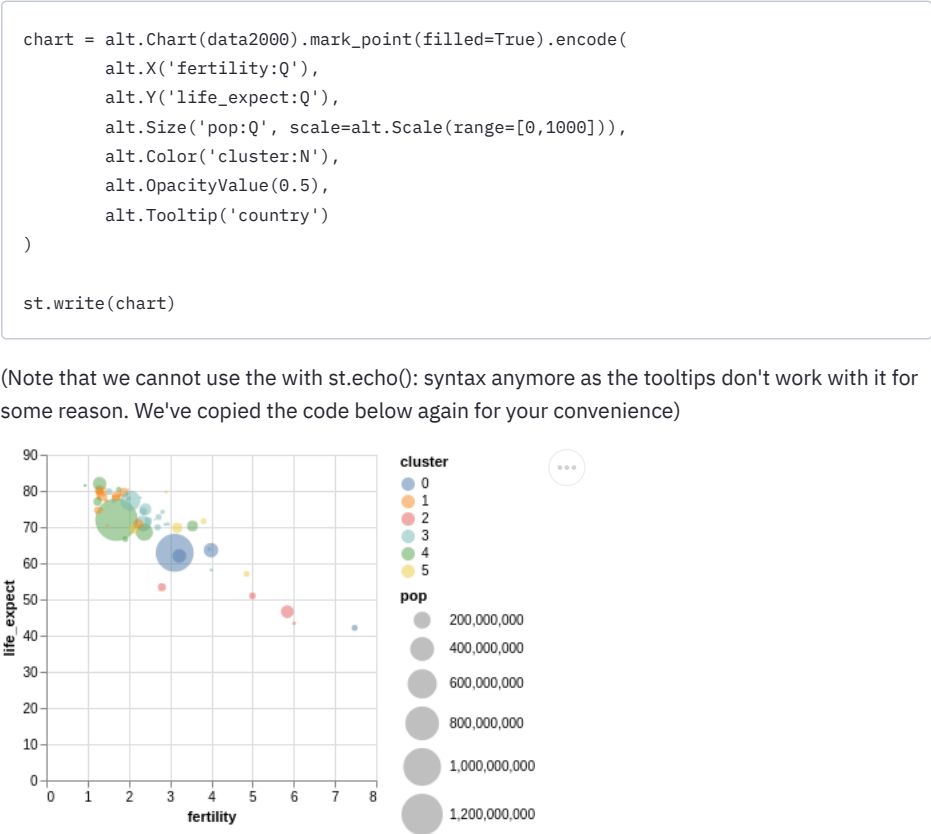 chart = alt.Chart(data2000).mark_point(filled=True).encode(
        alt.X('fertility:Q'),
        alt.Y('life_expect:Q'),
        alt.Size('pop:Q', scale=alt.Scale(range=[0,1000])),
        alt.Color('cluster:N'),
        alt.OpacityValue(0.5),
        alt.Tooltip('country')
)
st.write(chart)
(Note that we cannot use the with st.echo(): syntax anymore as the tooltips don't work with it for
some reason. We've copied the code below again for your convenience)
90
80
70
60
50
40
30
20
10
0
life_expect
0 1 2 3 4 5 6 7 8
fertility
cluster
0
1
2
3
4
5
pop
200,000,000
400,000,000
600,000,000
800,000,000
1,000,000,000
1,200,000,000